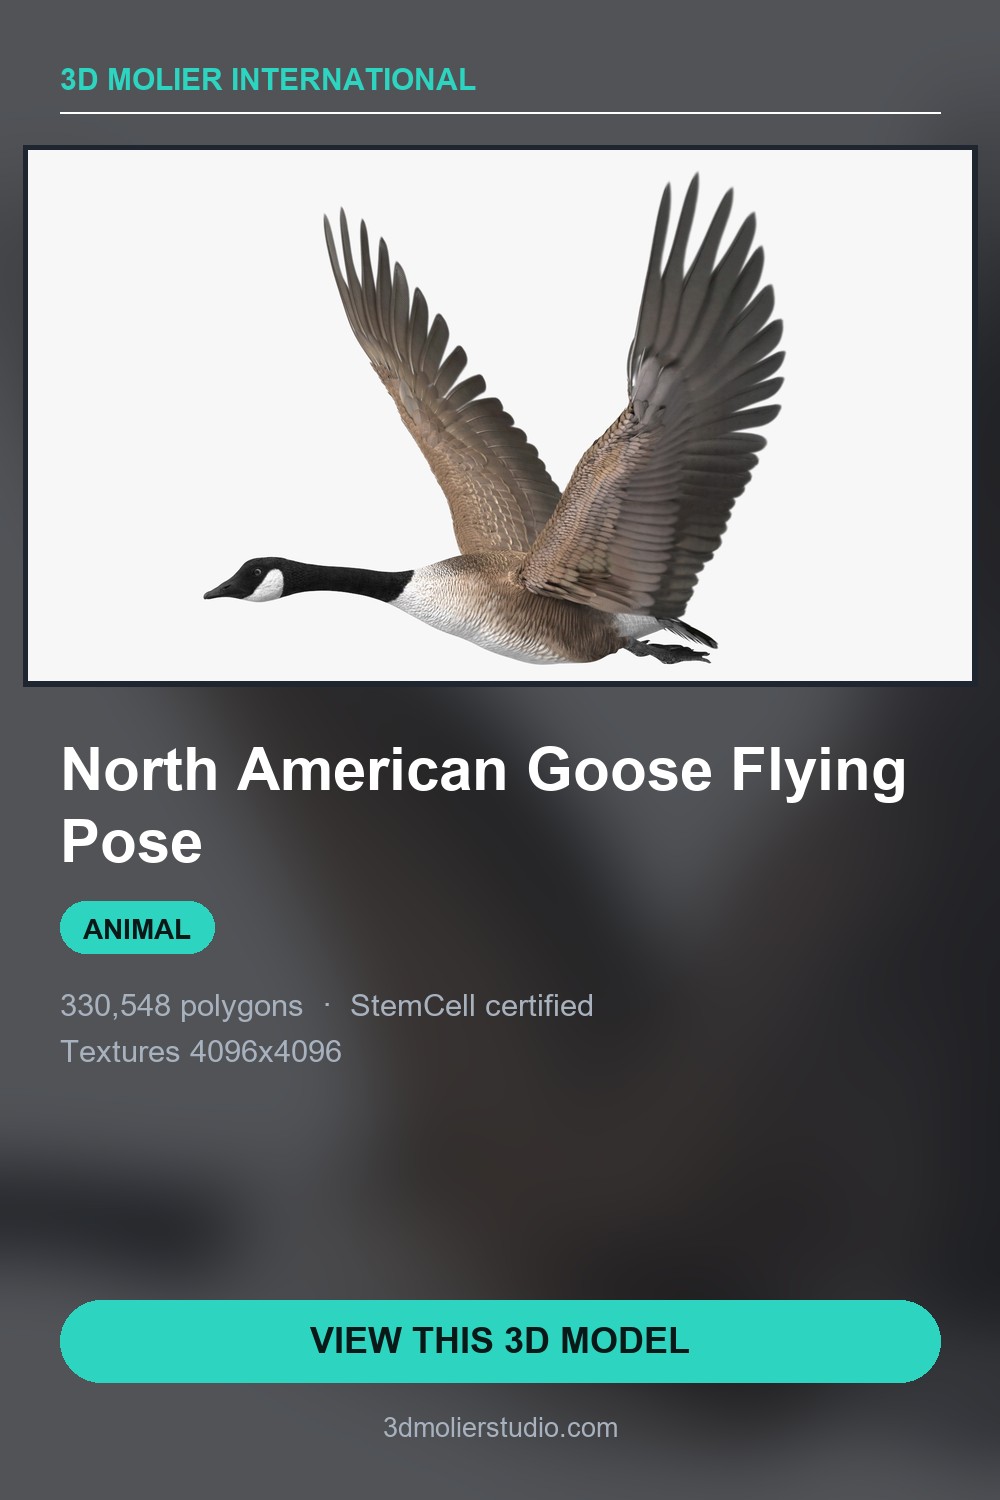 3D MOLIER INTERNATIONAL
North American Goose Flying
Pose
ANIMAL
330,548 polygons · StemCell certified
Textures 4096x4096
VIEW THIS 3D MODEL
3dmolierstudio.com